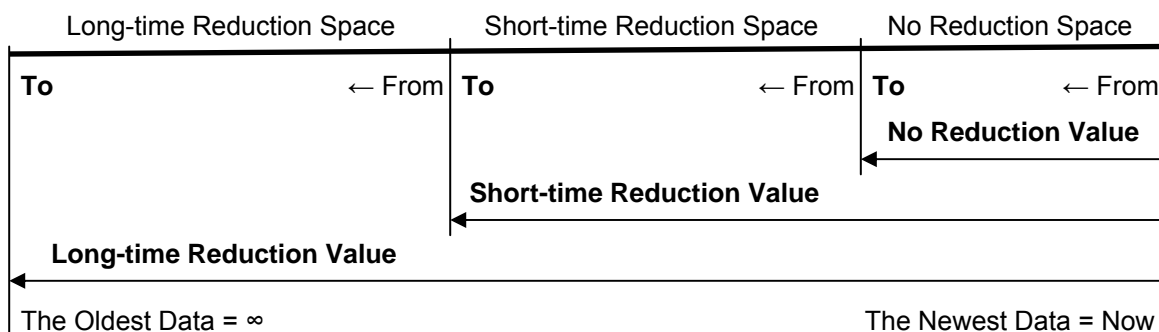 Long-time Reduction Space Short-time Reduction Space No Reduction Space
To ← From To ← From To ← From
No Reduction Value
Short-time Reduction Value
Long-time Reduction Value
The Oldest Data = ∞ The Newest Data = Now